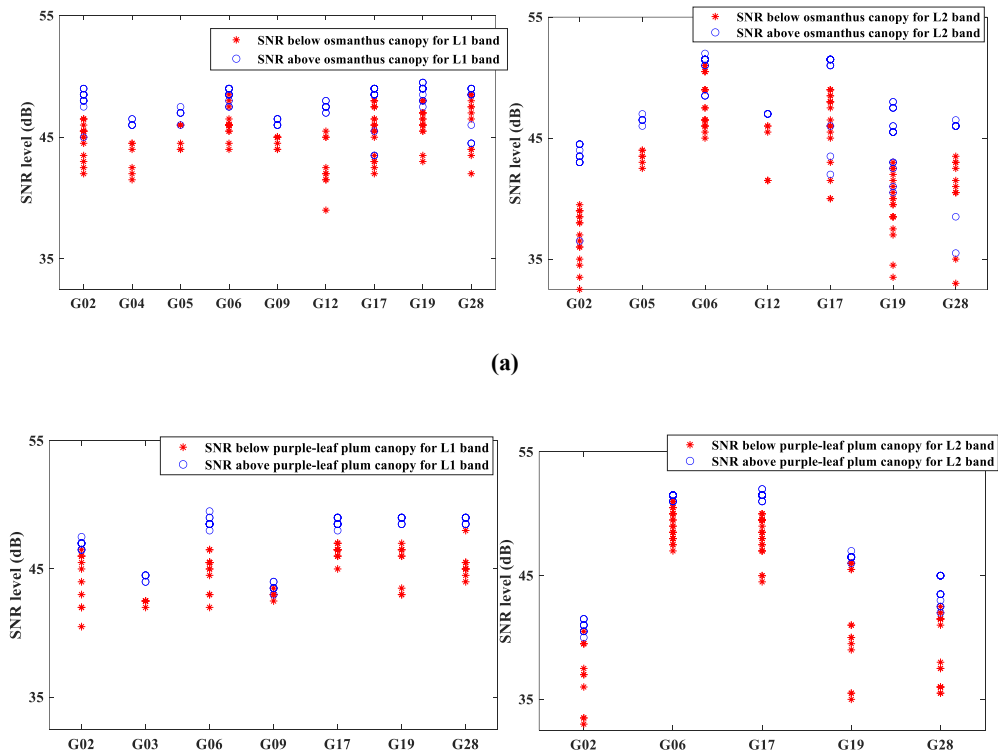 55
SNR below osmanthus canopy for L1 band
SNR above osmanthus canopy for L1 band
SNR level (dB)
45
35
G02 G04 G05 G06 G09 G12 G17 G19 G28
55
SNR below osmanthus canopy for L2 band
SNR above osmanthus canopy for L2 band
SNR level (dB)
45
35
G02 G05 G06 G12 G17 G19 G28
(a)
55
SNR below purple-leaf plum canopy for L1 band
SNR above purple-leaf plum canopy for L1 band
SNR level (dB)
45
35
G02 G03 G06 G09 G17 G19 G28
55
SNR below purple-leaf plum canopy for L2 band
SNR above purple-leaf plum canopy for L2 band
SNR level (dB)
45
35
G02 G06 G17 G19 G28